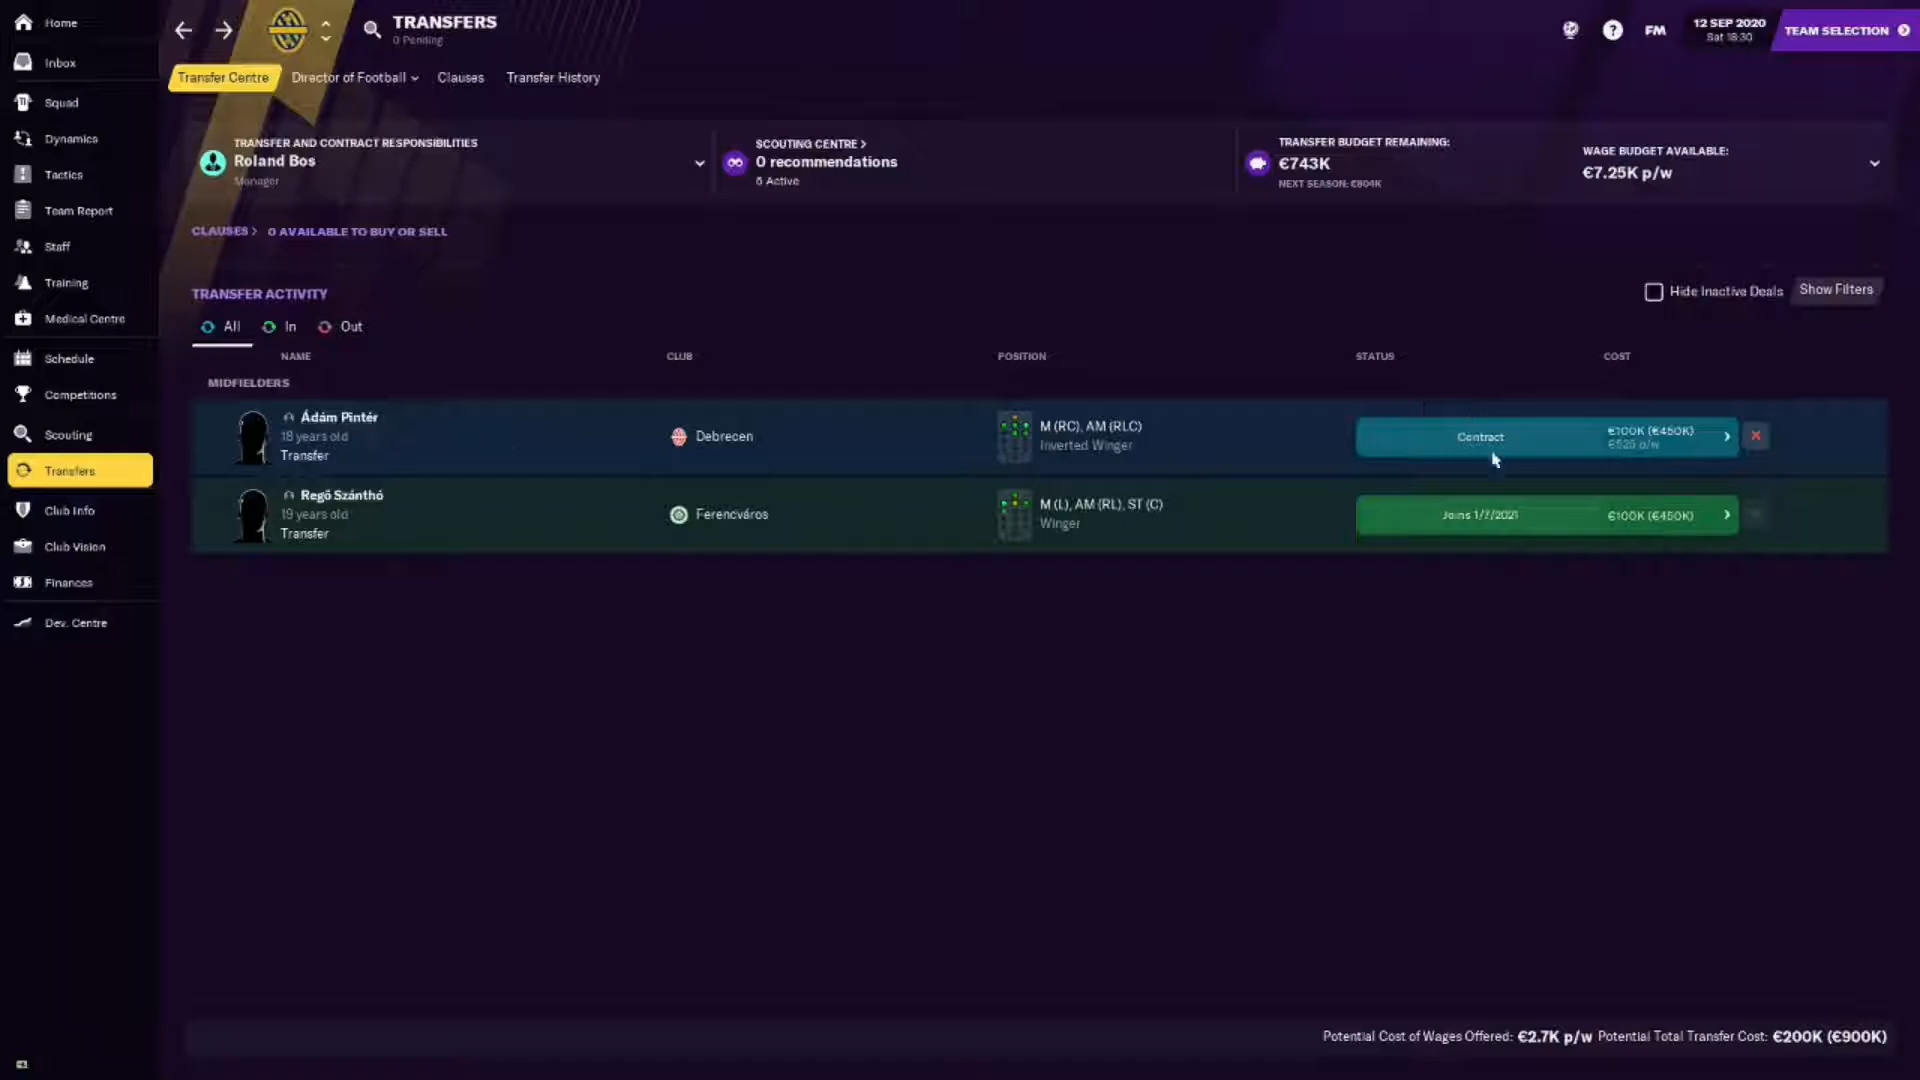 Home
Inbox
Squad
Dynamics
Tactics
Team Report
Staff
Training
Medical Centre
Schedule
Competitions
Scouting
Transfers
Club Info
Club Vision
Finances
Dev. Centre
TRANSFERS
0 Pending
FM
12 SEP 2020
Sat 18:30
TEAM SELECTION
Transfer Centre
Director of Football
Clauses
Transfer History
TRANSFER AND CONTRACT RESPONSIBILITIES
Roland Bos
Manager
SCOUTING CENTRE >
0 recommendations
6 Active
TRANSFER BUDGET REMAINING:
€743K
NEXT SEASON: €804K
WAGE BUDGET AVAILABLE:
€7.25K p/w
CLAUSES > 0 AVAILABLE TO BUY OR SELL
TRANSFER ACTIVITY
Hide Inactive Deals
Show Filters
All
In
Out
NAME CLUB POSITION STATUS COST
MIDFIELDERS
Ádám Pintér
18 years old
Transfer
Debrecen
M (RC), AM (RLC)
Inverted Winger
Contract
€100K (€450K)
€525 p/w
Regő Szánthó
19 years old
Transfer
Ferencváros
M (L), AM (RL), ST (C)
Winger
Joins 1/7/2021
€100K (€450K)
Potential Cost of Wages Offered: €2.7K p/w Potential Total Transfer Cost: €200K (€900K)